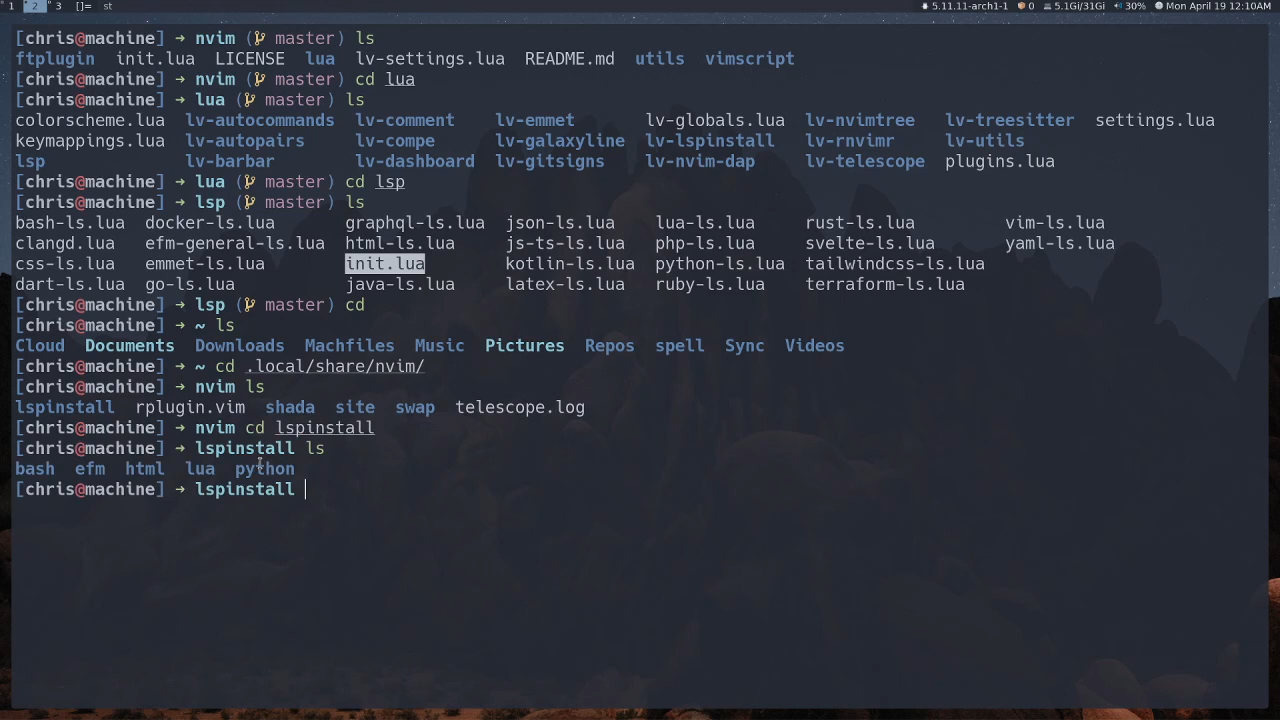 1 2 3 []= st 5.11.11-arch1-1 0 5.1Gi/31Gi 30% Mon April 19 12:10AM
[chris@machine] → nvim ( master) ls
ftplugin init.lua LICENSE lua lv-settings.lua README.md utils vimscript
[chris@machine] → nvim ( master) cd lua
[chris@machine] → lua ( master) ls
colorscheme.lua lv-autocommands lv-comment lv-emmet lv-globals.lua lv-nvimtree lv-treesitter settings.lua
keymappings.lua lv-autopairs lv-compe lv-galaxyline lv-lspinstall lv-rnvimr lv-utils
lsp lv-barbar lv-dashboard lv-gitsigns lv-nvim-dap lv-telescope plugins.lua
[chris@machine] → lua ( master) cd lsp
[chris@machine] → lsp ( master) ls
bash-ls.lua docker-ls.lua graphql-ls.lua json-ls.lua lua-ls.lua rust-ls.lua vim-ls.lua
clangd.lua efm-general-ls.lua html-ls.lua js-ts-ls.lua php-ls.lua svelte-ls.lua yaml-ls.lua
css-ls.lua emmet-ls.lua init.lua kotlin-ls.lua python-ls.lua tailwindcss-ls.lua
dart-ls.lua go-ls.lua java-ls.lua latex-ls.lua ruby-ls.lua terraform-ls.lua
[chris@machine] → lsp ( master) cd
[chris@machine] → ~ ls
Cloud Documents Downloads Machfiles Music Pictures Repos spell Sync Videos
[chris@machine] → ~ cd .local/share/nvim/
[chris@machine] → nvim ls
lspinstall rplugin.vim shada site swap telescope.log
[chris@machine] → nvim cd lspinstall
[chris@machine] → lspinstall ls
bash efm html lua python
[chris@machine] → lspinstall